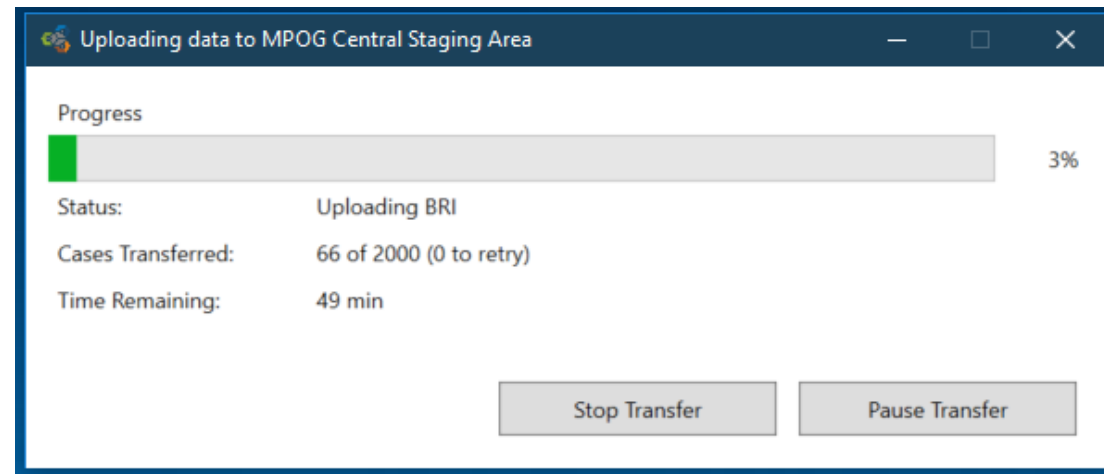 Uploading data to MPOG Central Staging Area
Progress
3%
Status: Uploading BRI
Cases Transferred: 66 of 2000 (0 to retry)
Time Remaining: 49 min
Stop Transfer Pause Transfer